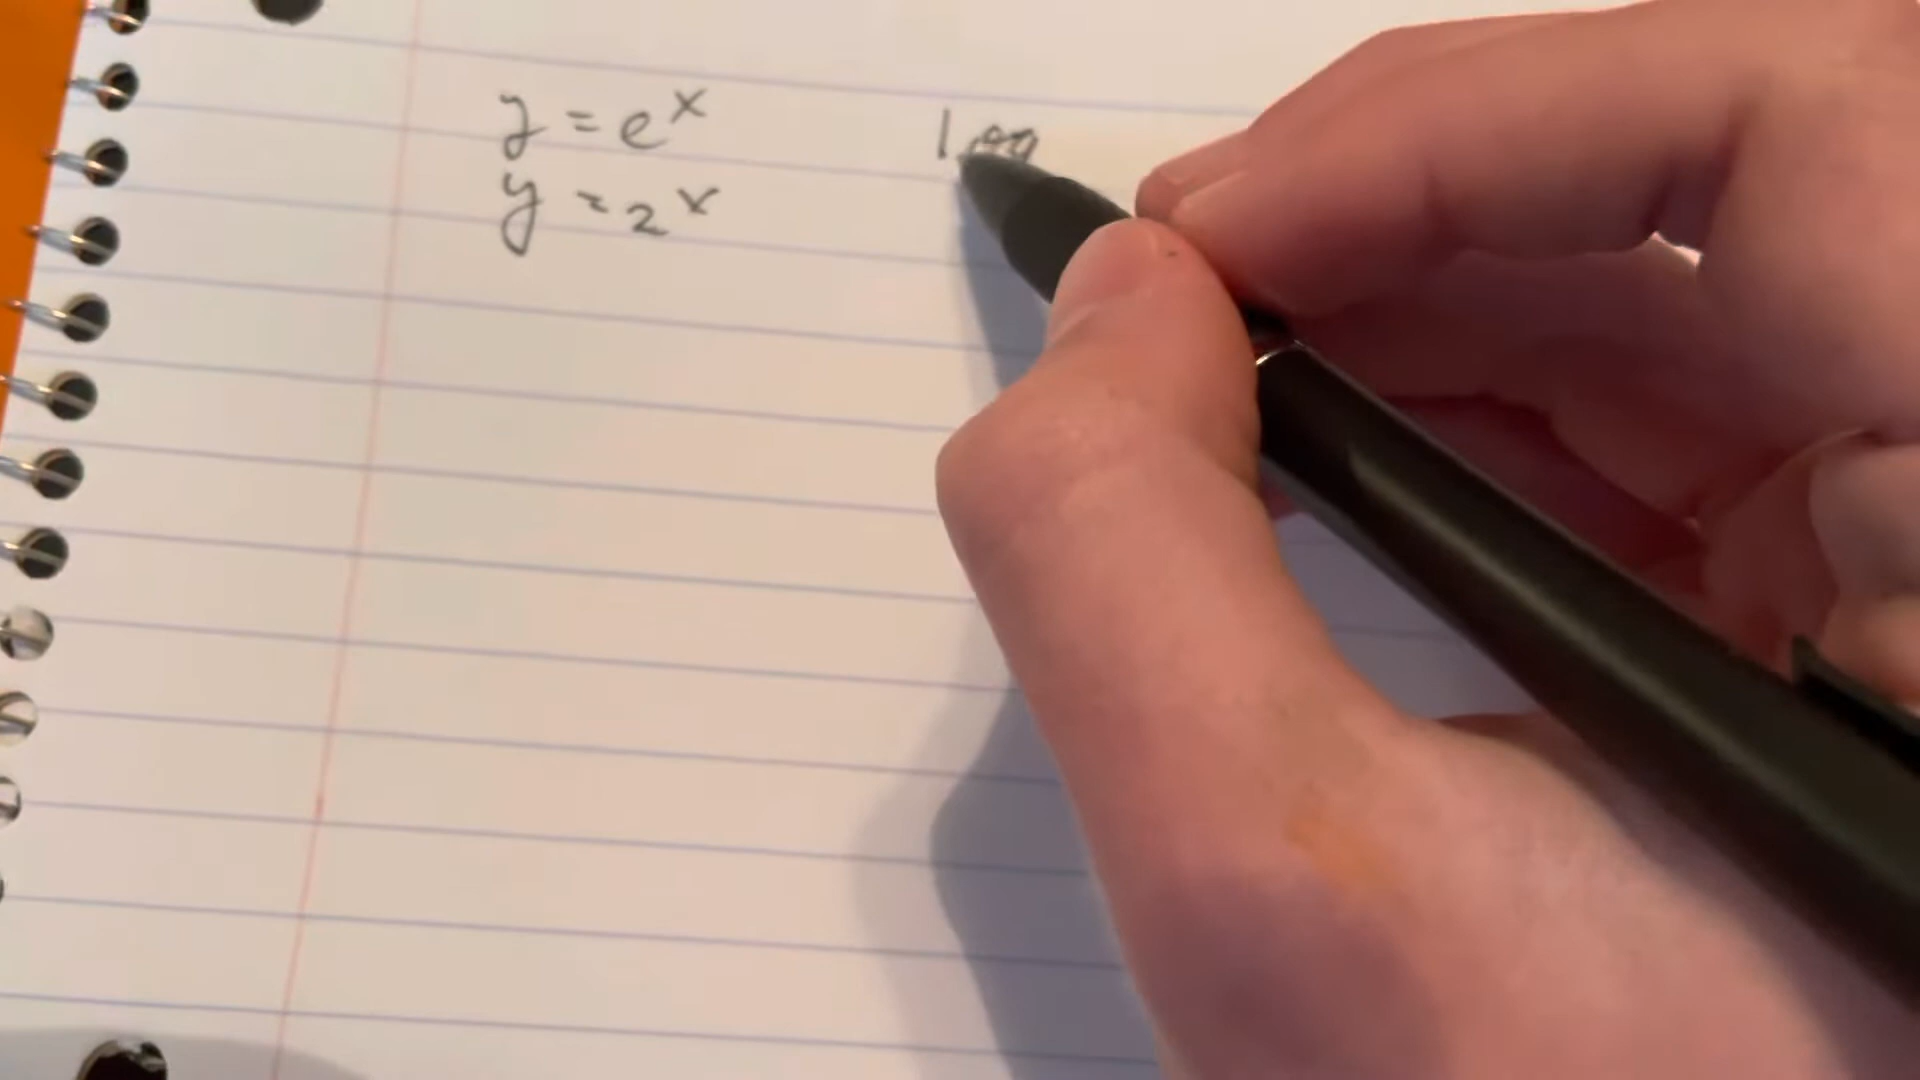 y = e^x
y = 2^x